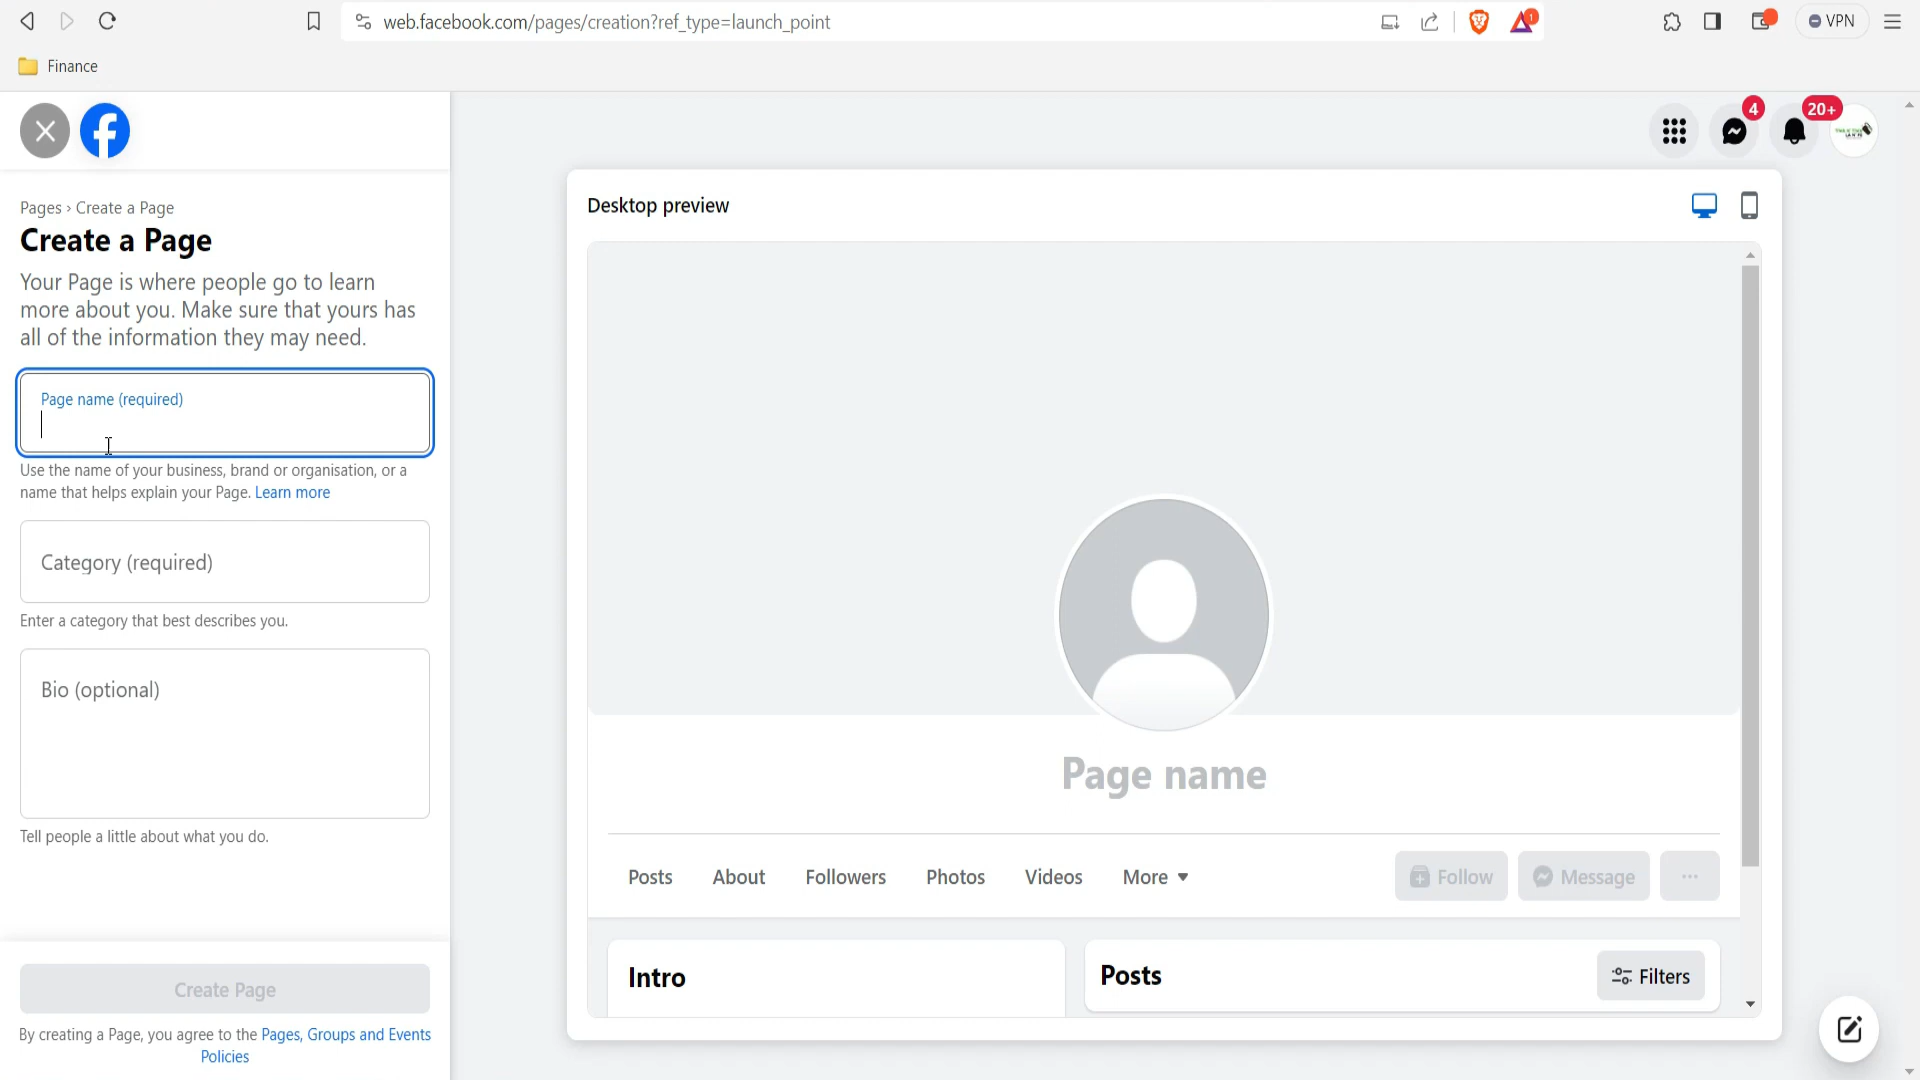 web.facebook.com/pages/creation?ref_type=launch_point
1
VPN
Finance
4
20+
Pages › Create a Page
Create a Page
Your Page is where people go to learn
more about you. Make sure that yours has
all of the information they may need.
Page name (required)
Use the name of your business, brand or organisation, or a
name that helps explain your Page. Learn more
Category (required)
Enter a category that best describes you.
Bio (optional)
Tell people a little about what you do.
Create Page
By creating a Page, you agree to the Pages, Groups and Events
Policies
Desktop preview
Page name
Posts About Followers Photos Videos More
Follow Message ...
Intro
Posts
Filters